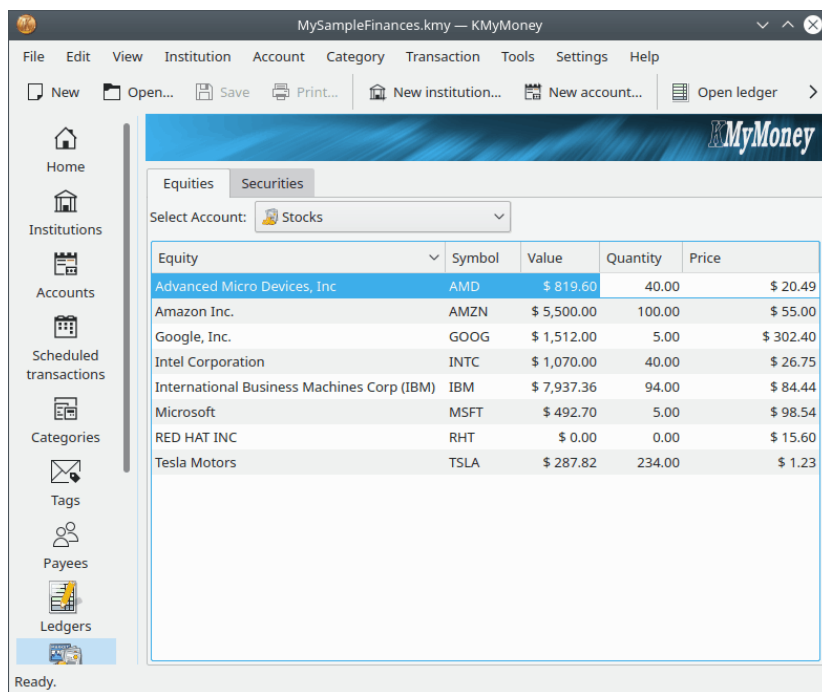 MySampleFinances.kmy — KMyMoney
File Edit View Institution Account Category Transaction Tools Settings Help
New Open... Save Print... New institution... New account... Open ledger
KMyMoney
Home
Institutions
Accounts
Scheduled
transactions
Categories
Tags
Payees
Ledgers
Equities Securities
Select Account: Stocks
Equity Symbol Value Quantity Price
Advanced Micro Devices, Inc AMD $ 819.60 40.00 $ 20.49
Amazon Inc. AMZN $ 5,500.00 100.00 $ 55.00
Google, Inc. GOOG $ 1,512.00 5.00 $ 302.40
Intel Corporation INTC $ 1,070.00 40.00 $ 26.75
International Business Machines Corp (IBM) IBM $ 7,937.36 94.00 $ 84.44
Microsoft MSFT $ 492.70 5.00 $ 98.54
RED HAT INC RHT $ 0.00 0.00 $ 15.60
Tesla Motors TSLA $ 287.82 234.00 $ 1.23
Ready.